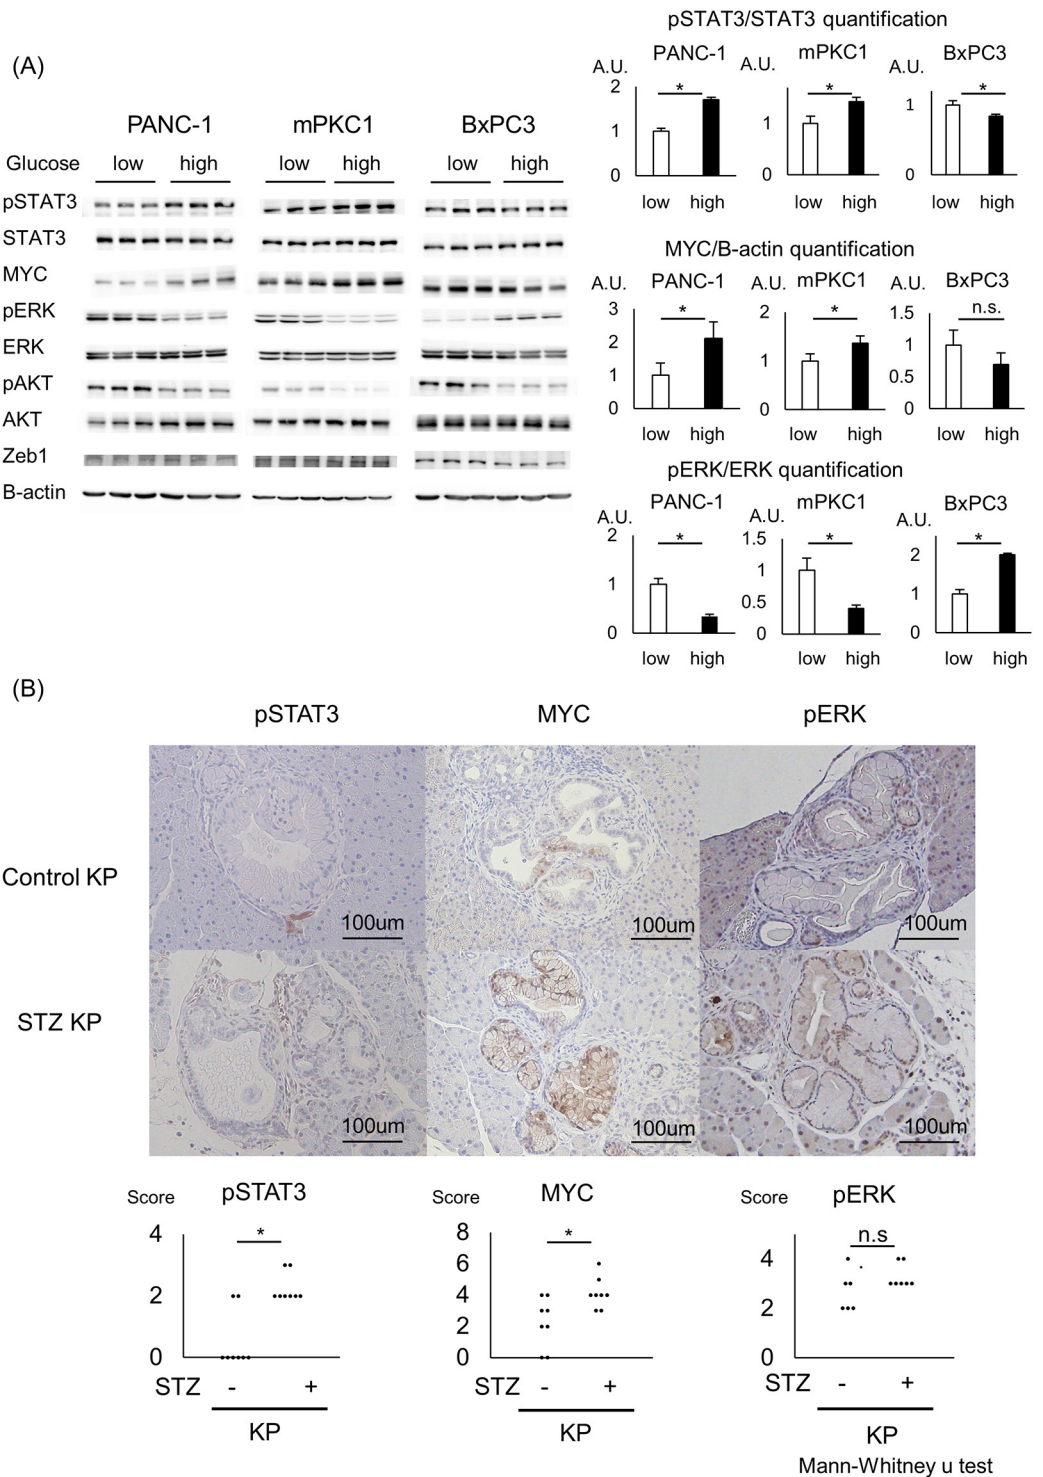 (A)
PANC-1 mPKC1 BxPC3
Glucose low high low high low high
pSTAT3
STAT3
MYC
pERK
ERK
pAKT
AKT
Zeb1
B-actin
pSTAT3/STAT3 quantification
PANC-1 mPKC1 BxPC3
A.U. A.U. A.U.
2 1 0 * low high
1 0 * low high
1 0 * low high
MYC/B-actin quantification
PANC-1 mPKC1 BxPC3
A.U. A.U. A.U.
3 2 1 0 * low high
2 1 0 * low high
1.5 1 0.5 0 n.s. low high
pERK/ERK quantification
PANC-1 mPKC1 BxPC3
A.U. A.U. A.U.
2 1 0 * low high
1.5 1 0.5 0 * low high
2 1 0 * low high
(B)
pSTAT3 MYC pERK
Control KP
100um 100um 100um
STZ KP
100um 100um 100um
Score pSTAT3
4 2 0 *
STZ - +
KP
Score MYC
8 6 4 2 0 *
STZ - +
KP
Score pERK
4 2 0 n.s
STZ - +
KP
Mann-Whitney u test